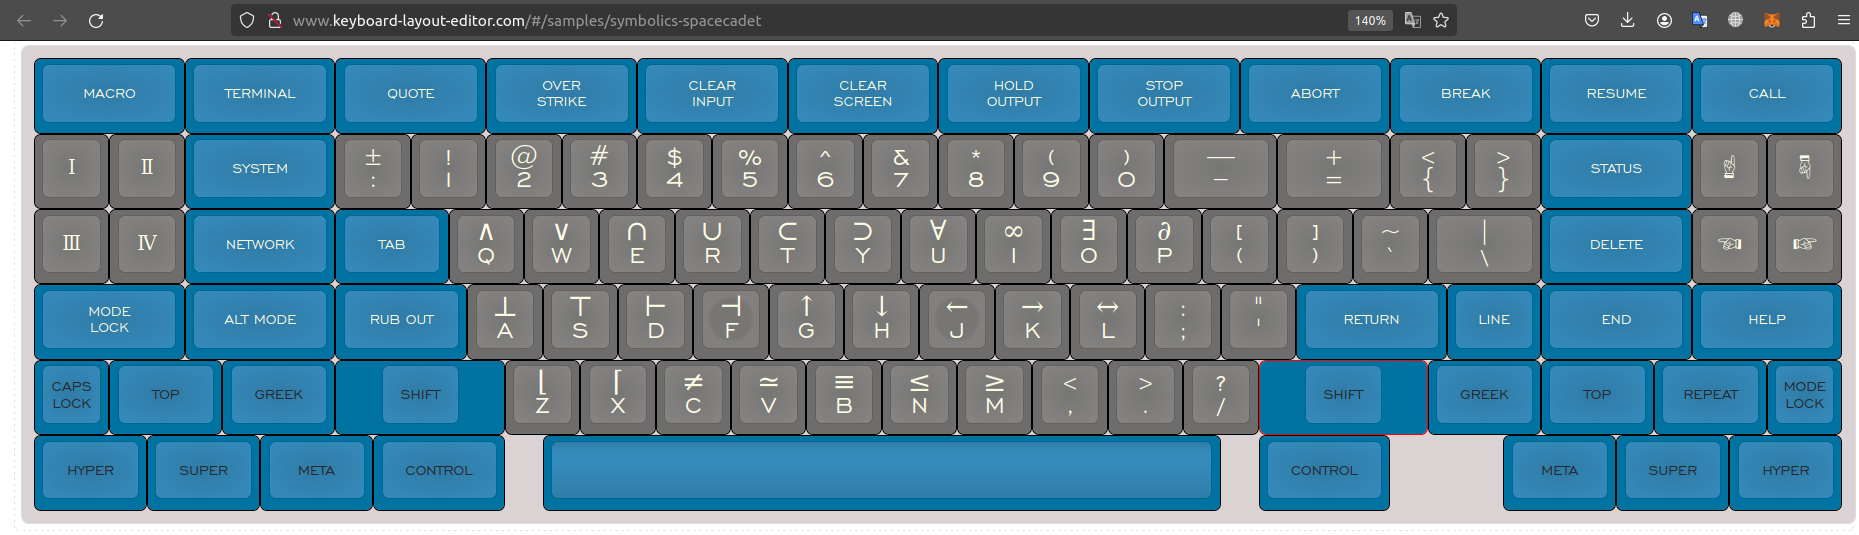 www.keyboard-layout-editor.com/#/samples/symbolics-spacecadet 140%
MACRO TERMINAL QUOTE OVER STRIKE CLEAR INPUT CLEAR SCREEN HOLD OUTPUT STOP OUTPUT ABORT BREAK RESUME CALL
I II SYSTEM ± : ! 1 @ 2 # 3 $ 4 % 5 ^ 6 & 7 * 8 ( 9 ) 0 — – + = < { > } STATUS ☝ ☟
III IV NETWORK TAB ∧ Q ∨ W ∩ E ∪ R ⊂ T ⊃ Y ∀ U ∞ I ∃ O ∂ P [ ( ] ) ~ ` | \ DELETE ☜ ☞
MODE LOCK ALT MODE RUB OUT ⊥ A ⊤ S ⊢ D ⊣ F ↑ G ↓ H ← J → K ↔ L : ; " ' RETURN LINE END HELP
CAPS LOCK TOP GREEK SHIFT ⌊ Z ⌈ X ≠ C ≃ V ≡ B ≤ N ≥ M < , > . ? / SHIFT GREEK TOP REPEAT MODE LOCK
HYPER SUPER META CONTROL CONTROL META SUPER HYPER